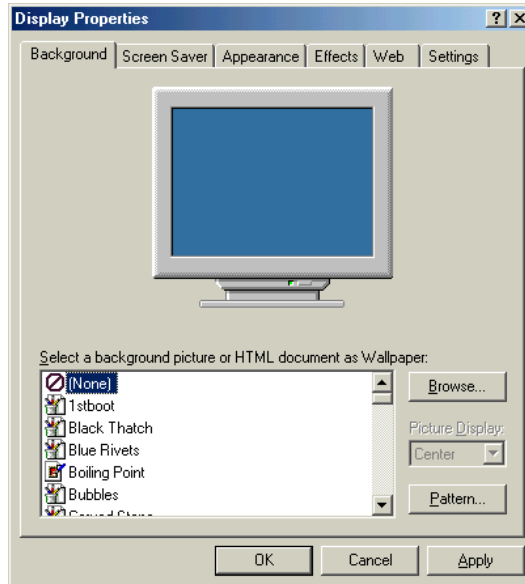 Display Properties
Background Screen Saver Appearance Effects Web Settings
Select a background picture or HTML document as Wallpaper:
(None)
1stboot
Black Thatch
Blue Rivets
Boiling Point
Bubbles
Browse...
Picture Display:
Center
Pattern...
OK Cancel Apply